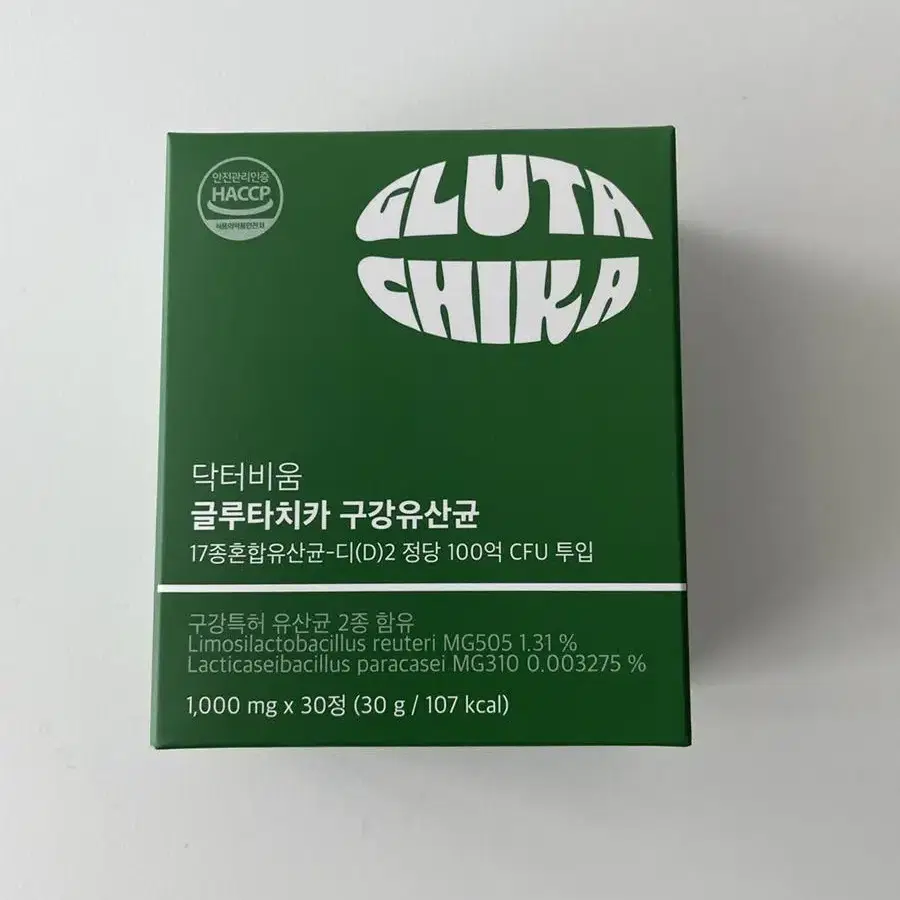 안전관리인증
HACCP
식품의약품안전처
GLUTA
CHIKA
닥터비움
글루타치카 구강유산균
17종혼합유산균-디(D)2 정당 100억 CFU 투입
구강특허 유산균 2종 함유
Limosilactobacillus reuteri MG505 1.31 %
Lacticaseibacillus paracasei MG310 0.003275 %
1,000 mg x 30정 (30 g / 107 kcal)